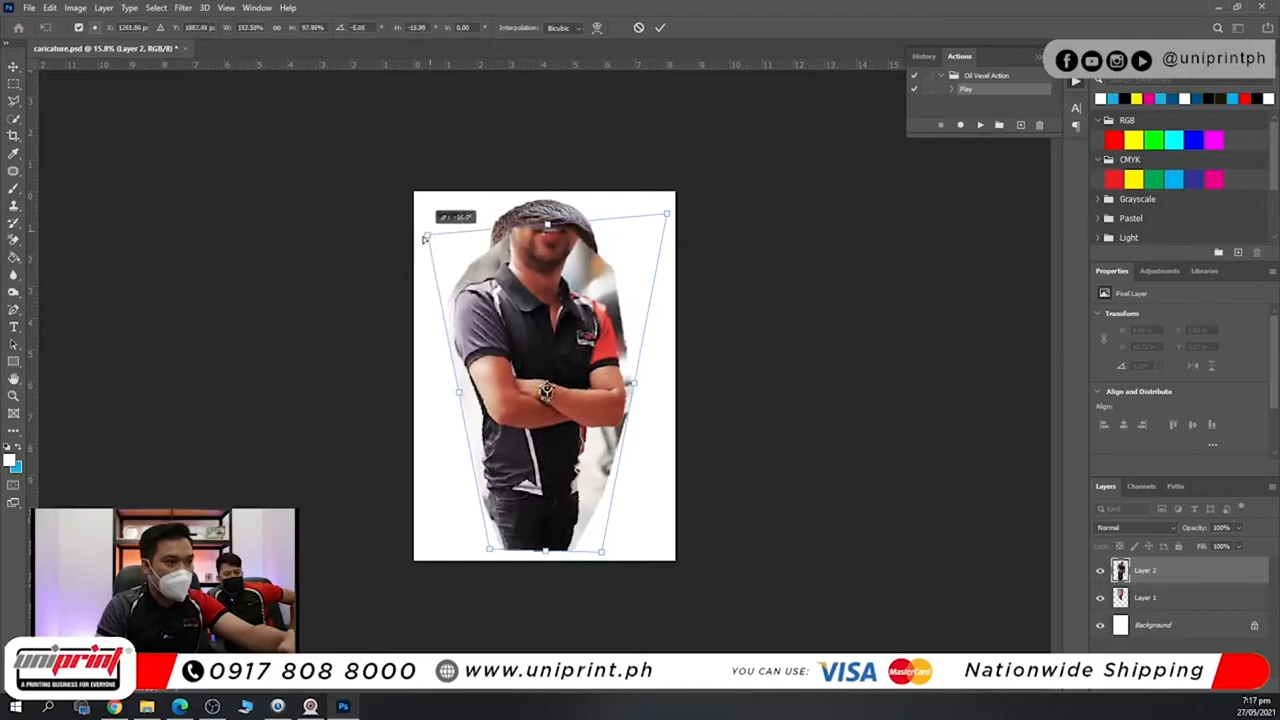 File Edit Image Layer Type Select Filter 3D View Window Help
Interpolation: Bicubic
caricature.psd @ 15.8% (Layer 2, RGB/8) *
@uniprintph
History Actions
Oil Vexel Action
Play
RGB
CMYK
Grayscale
Pastel
Light
Properties Adjustments Libraries
Pixel Layer
Transform
Align and Distribute
Align:
Layers Channels Paths
Kind
Normal Opacity: 100%
Lock: Fill: 100%
Layer 2
Layer 1
Background
uniprint
A PRINTING BUSINESS FOR EVERYONE
0917 808 8000
www.uniprint.ph
YOU CAN USE: VISA MasterCard
Nationwide Shipping
7:17 pm
27/05/2021